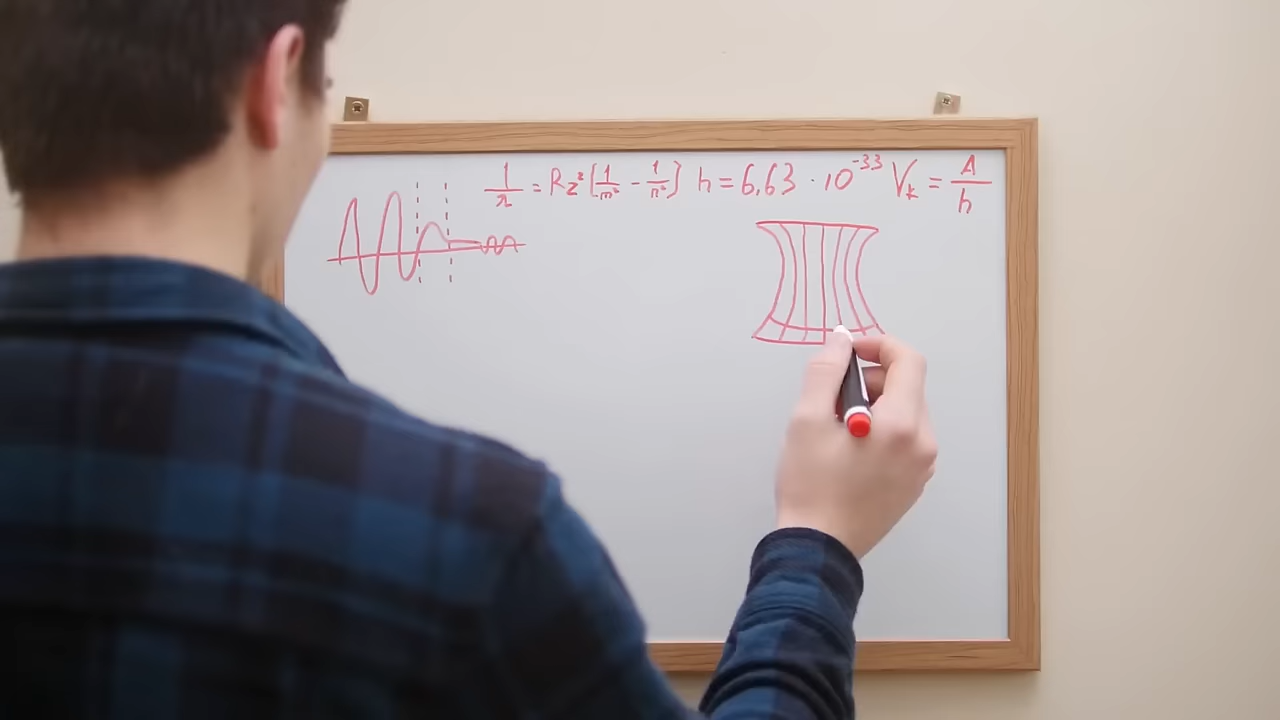 1/λ = Rz²(1/m² - 1/n²) h = 6,63 · 10⁻³³ Vₖ = A/h